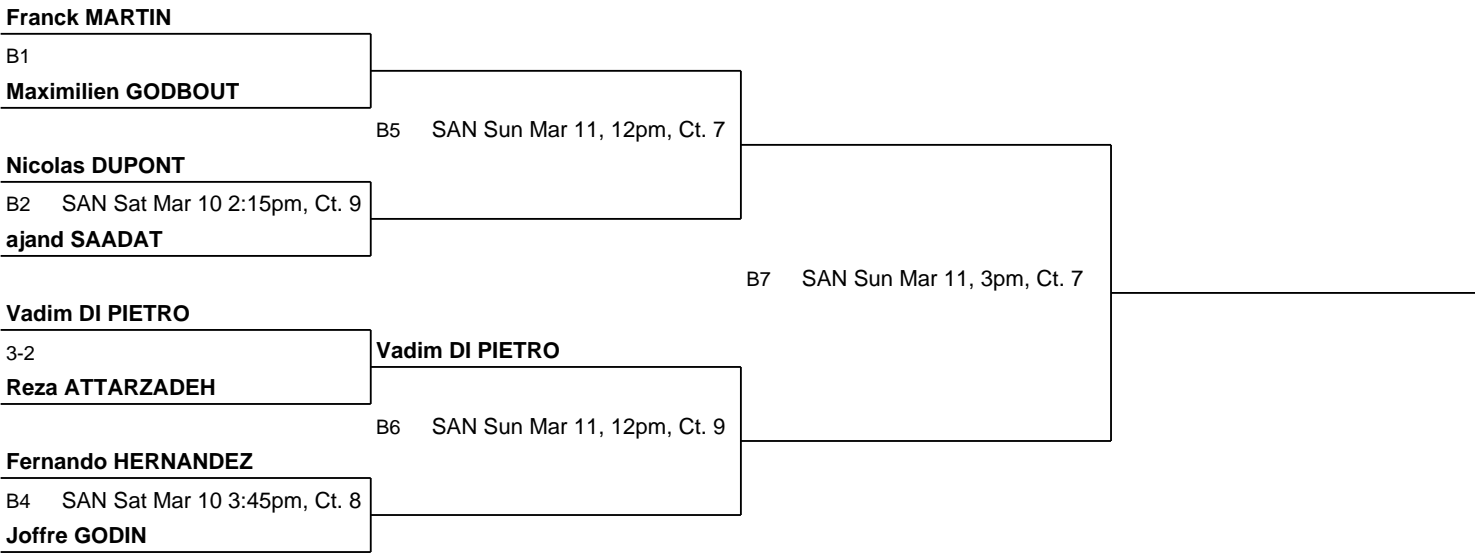 Franck MARTIN
B1
Maximilien GODBOUT
B5 SAN Sun Mar 11, 12pm, Ct. 7
Nicolas DUPONT
B2 SAN Sat Mar 10 2:15pm, Ct. 9
ajand SAADAT
B7 SAN Sun Mar 11, 3pm, Ct. 7
Vadim DI PIETRO
3-2
Vadim DI PIETRO
Reza ATTARZADEH
B6 SAN Sun Mar 11, 12pm, Ct. 9
Fernando HERNANDEZ
B4 SAN Sat Mar 10 3:45pm, Ct. 8
Joffre GODIN